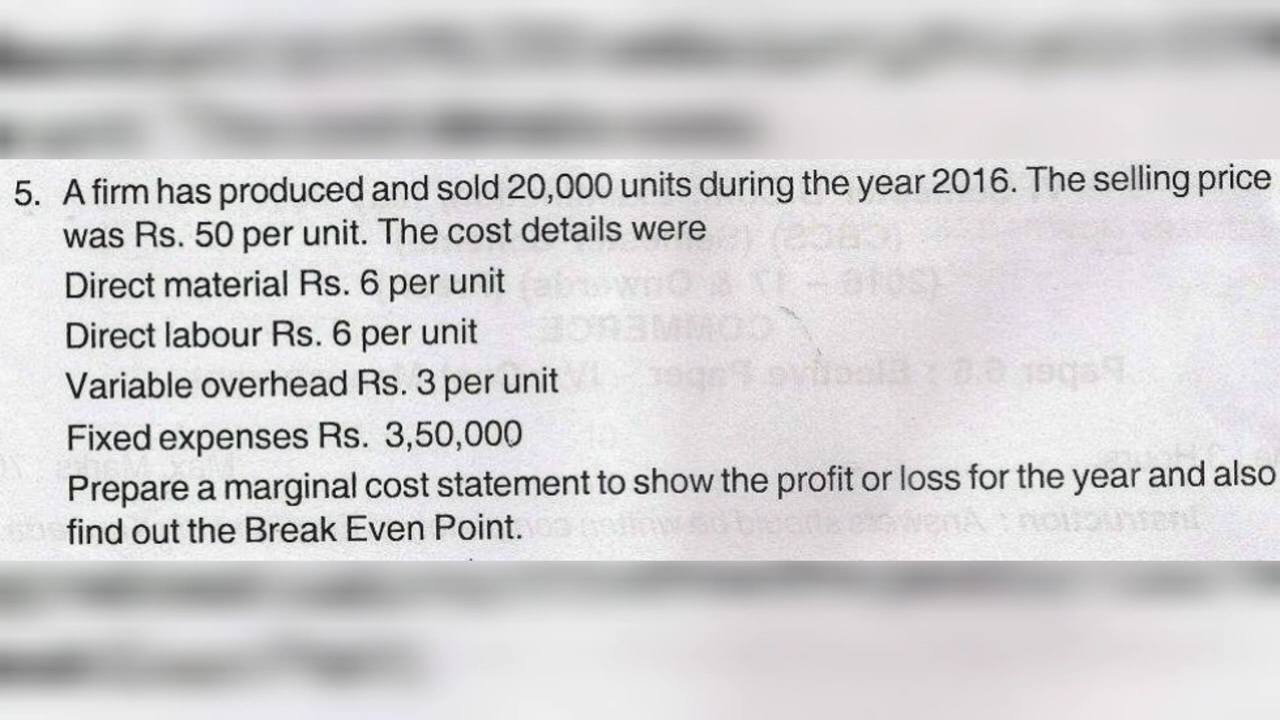 5. A firm has produced and sold 20,000 units during the year 2016. The selling price
was Rs. 50 per unit. The cost details were
Direct material Rs. 6 per unit
Direct labour Rs. 6 per unit
Variable overhead Rs. 3 per unit
Fixed expenses Rs. 3,50,000
Prepare a marginal cost statement to show the profit or loss for the year and also
find out the Break Even Point.